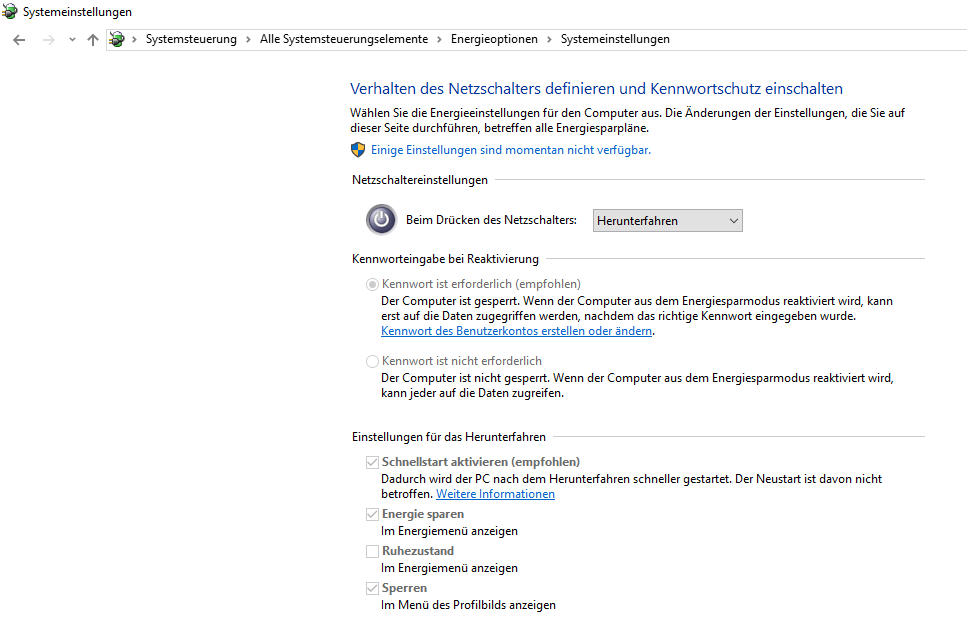 Systemeinstellungen
Systemsteuerung > Alle Systemsteuerungselemente > Energieoptionen > Systemeinstellungen
Verhalten des Netzschalters definieren und Kennwortschutz einschalten
Wählen Sie die Energieeinstellungen für den Computer aus. Die Änderungen der Einstellungen, die Sie auf
dieser Seite durchführen, betreffen alle Energiesparpläne.
Einige Einstellungen sind momentan nicht verfügbar.
Netzschaltereinstellungen
Beim Drücken des Netzschalters: Herunterfahren
Kennworteingabe bei Reaktivierung
Kennwort ist erforderlich (empfohlen)
Der Computer ist gesperrt. Wenn der Computer aus dem Energiesparmodus reaktiviert wird, kann
erst auf die Daten zugegriffen werden, nachdem das richtige Kennwort eingegeben wurde.
Kennwort des Benutzerkontos erstellen oder ändern.
Kennwort ist nicht erforderlich
Der Computer ist nicht gesperrt. Wenn der Computer aus dem Energiesparmodus reaktiviert wird,
kann jeder auf die Daten zugreifen.
Einstellungen für das Herunterfahren
Schnellstart aktivieren (empfohlen)
Dadurch wird der PC nach dem Herunterfahren schneller gestartet. Der Neustart ist davon nicht
betroffen. Weitere Informationen
Energie sparen
Im Energiemenü anzeigen
Ruhezustand
Im Energiemenü anzeigen
Sperren
Im Menü des Profilbilds anzeigen